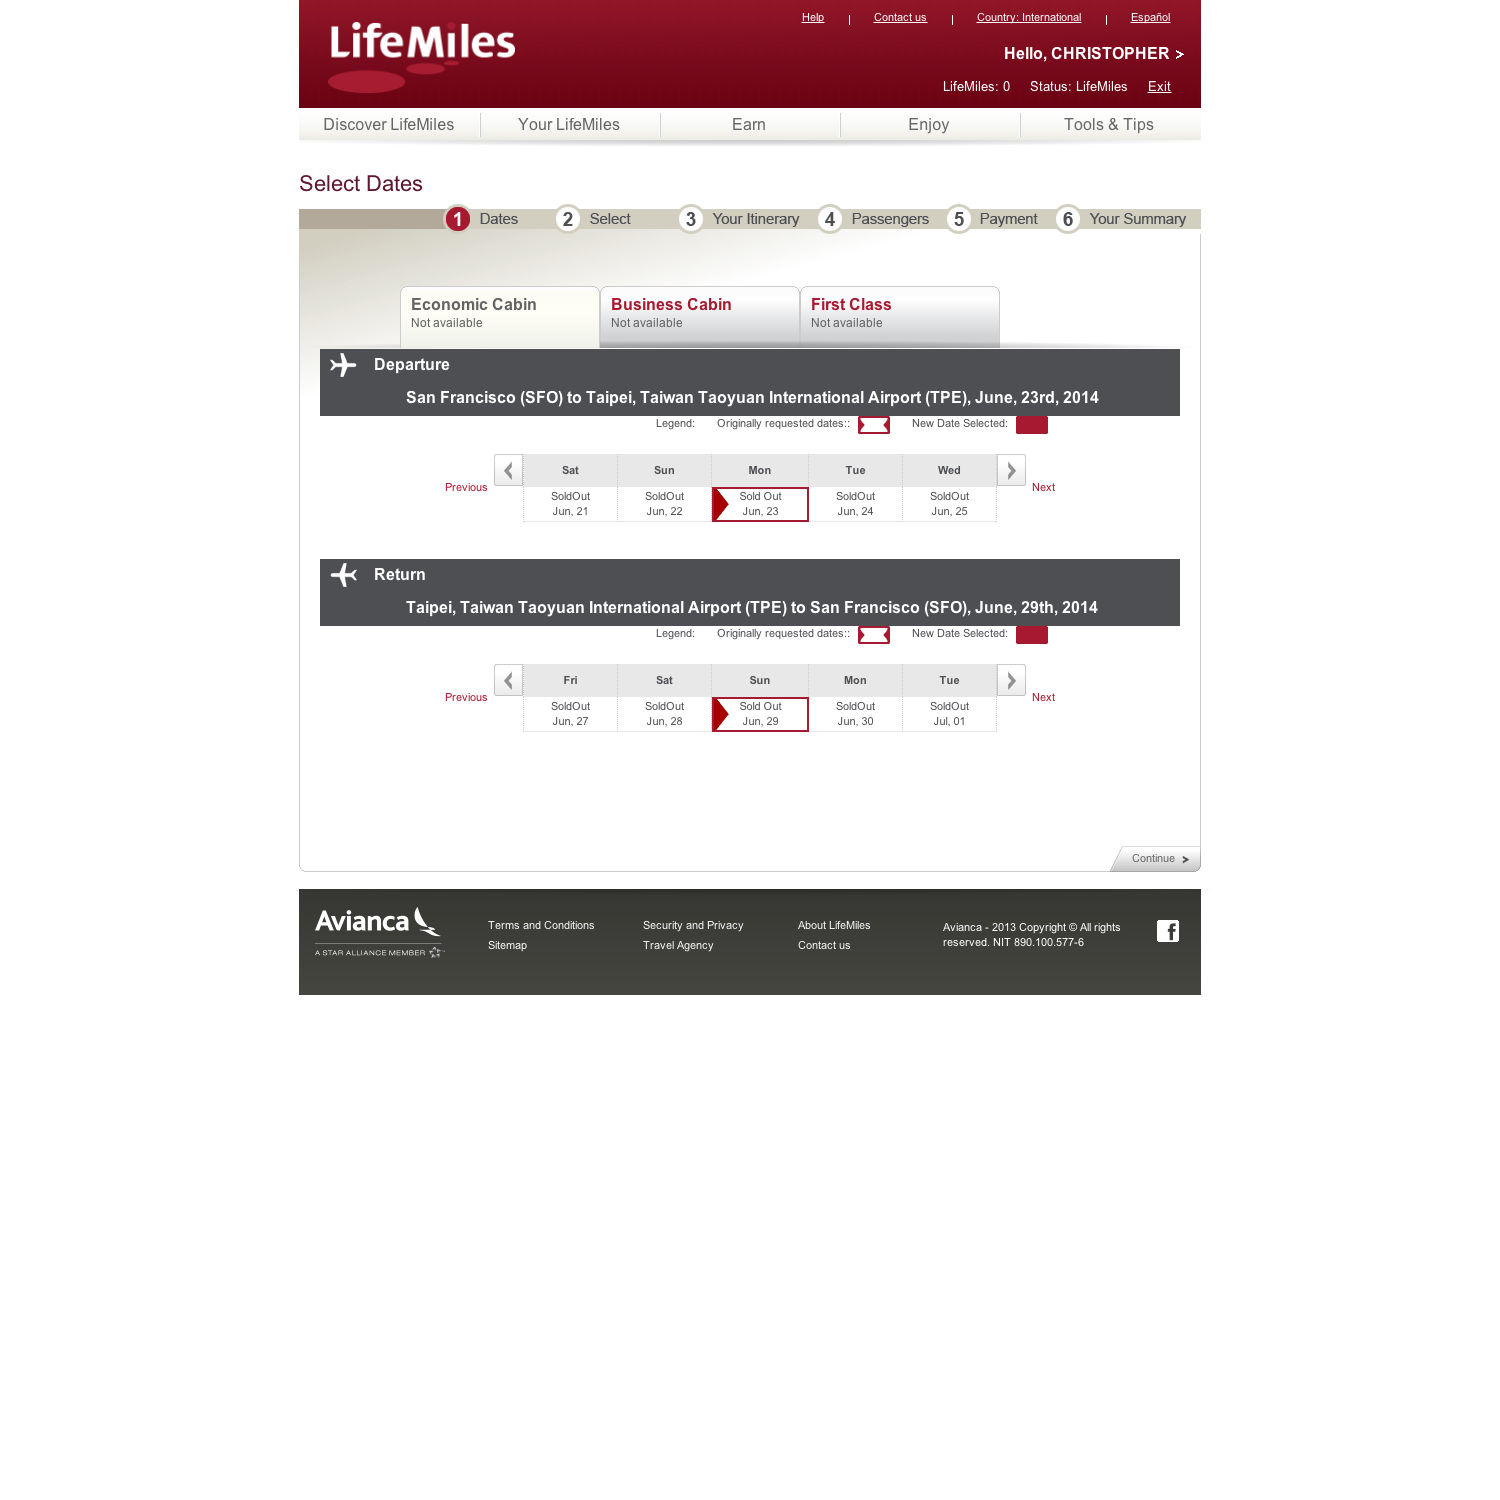 Help Contact us Country: International Español
LifeMiles
Hello, CHRISTOPHER >
LifeMiles: 0 Status: LifeMiles Exit
Discover LifeMiles Your LifeMiles Earn Enjoy Tools & Tips
Select Dates
1 Dates 2 Select 3 Your Itinerary 4 Passengers 5 Payment 6 Your Summary
Economic Cabin Business Cabin First Class
Not available Not available Not available
Departure
San Francisco (SFO) to Taipei, Taiwan Taoyuan International Airport (TPE), June, 23rd, 2014
Legend: Originally requested dates:: New Date Selected:
Sat Sun Mon Tue Wed
Previous Next
SoldOut SoldOut Sold Out SoldOut SoldOut
Jun, 21 Jun, 22 Jun, 23 Jun, 24 Jun, 25
Return
Taipei, Taiwan Taoyuan International Airport (TPE) to San Francisco (SFO), June, 29th, 2014
Legend: Originally requested dates:: New Date Selected:
Fri Sat Sun Mon Tue
Previous Next
SoldOut SoldOut Sold Out SoldOut SoldOut
Jun, 27 Jun, 28 Jun, 29 Jun, 30 Jul, 01
Continue >
Avianca
A STAR ALLIANCE MEMBER
Terms and Conditions Security and Privacy About LifeMiles
Sitemap Travel Agency Contact us
Avianca - 2013 Copyright © All rights
reserved. NIT 890.100.577-6
f